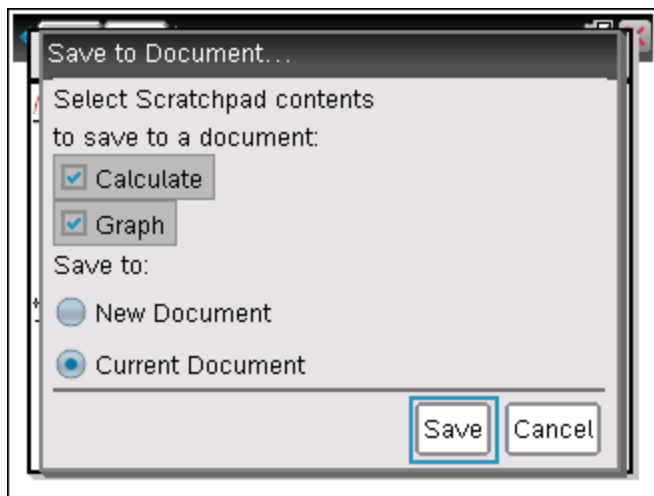 Save to Document...
Select Scratchpad contents
to save to a document:
Calculate
Graph
Save to:
New Document
Current Document
Save Cancel